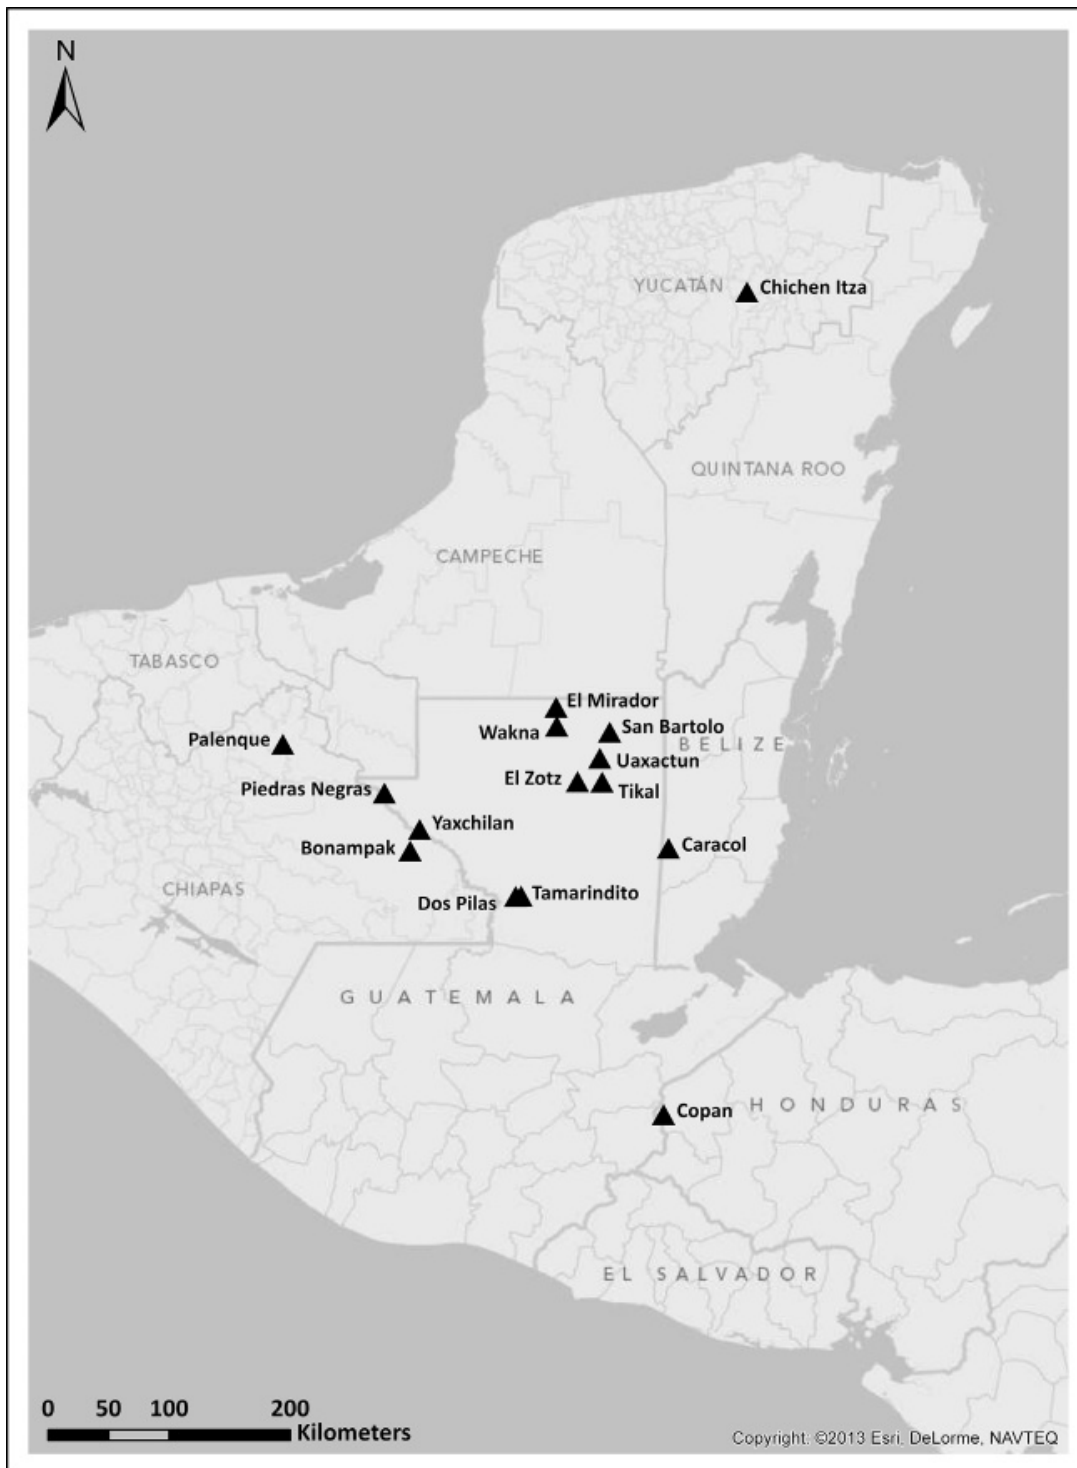 N
YUCATÁN
Chichen Itza
QUINTANA ROO
CAMPECHE
TABASCO
El Mirador
Wakna
San Bartolo
BELIZE
Palenque
Uaxactun
El Zotz
Tikal
Piedras Negras
Yaxchilan
Bonampak
Caracol
CHIAPAS
Tamarindito
Dos Pilas
GUATEMALA
Copan
HONDURAS
EL SALVADOR
0 50 100 200
Kilometers
Copyright: ©2013 Esri, DeLorme, NAVTEQ